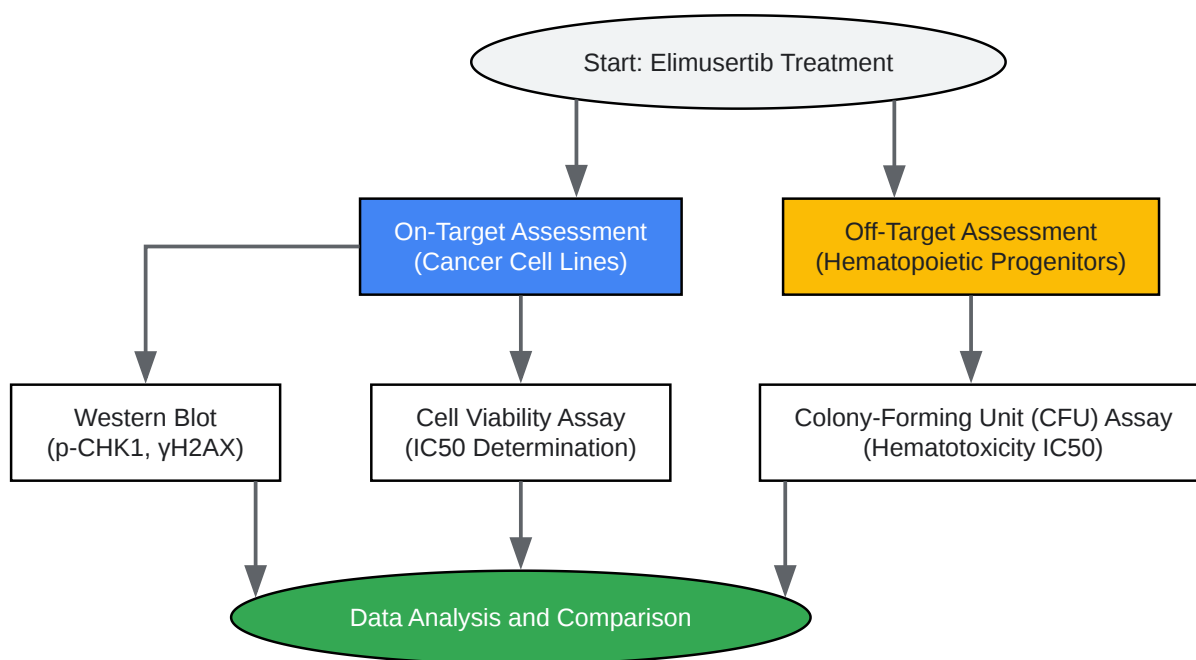 Start: Elimusertib Treatment
On-Target Assessment
(Cancer Cell Lines)
Off-Target Assessment
(Hematopoietic Progenitors)
Western Blot
(p-CHK1, γH2AX)
Cell Viability Assay
(IC50 Determination)
Colony-Forming Unit (CFU) Assay
(Hematotoxicity IC50)
Data Analysis and Comparison